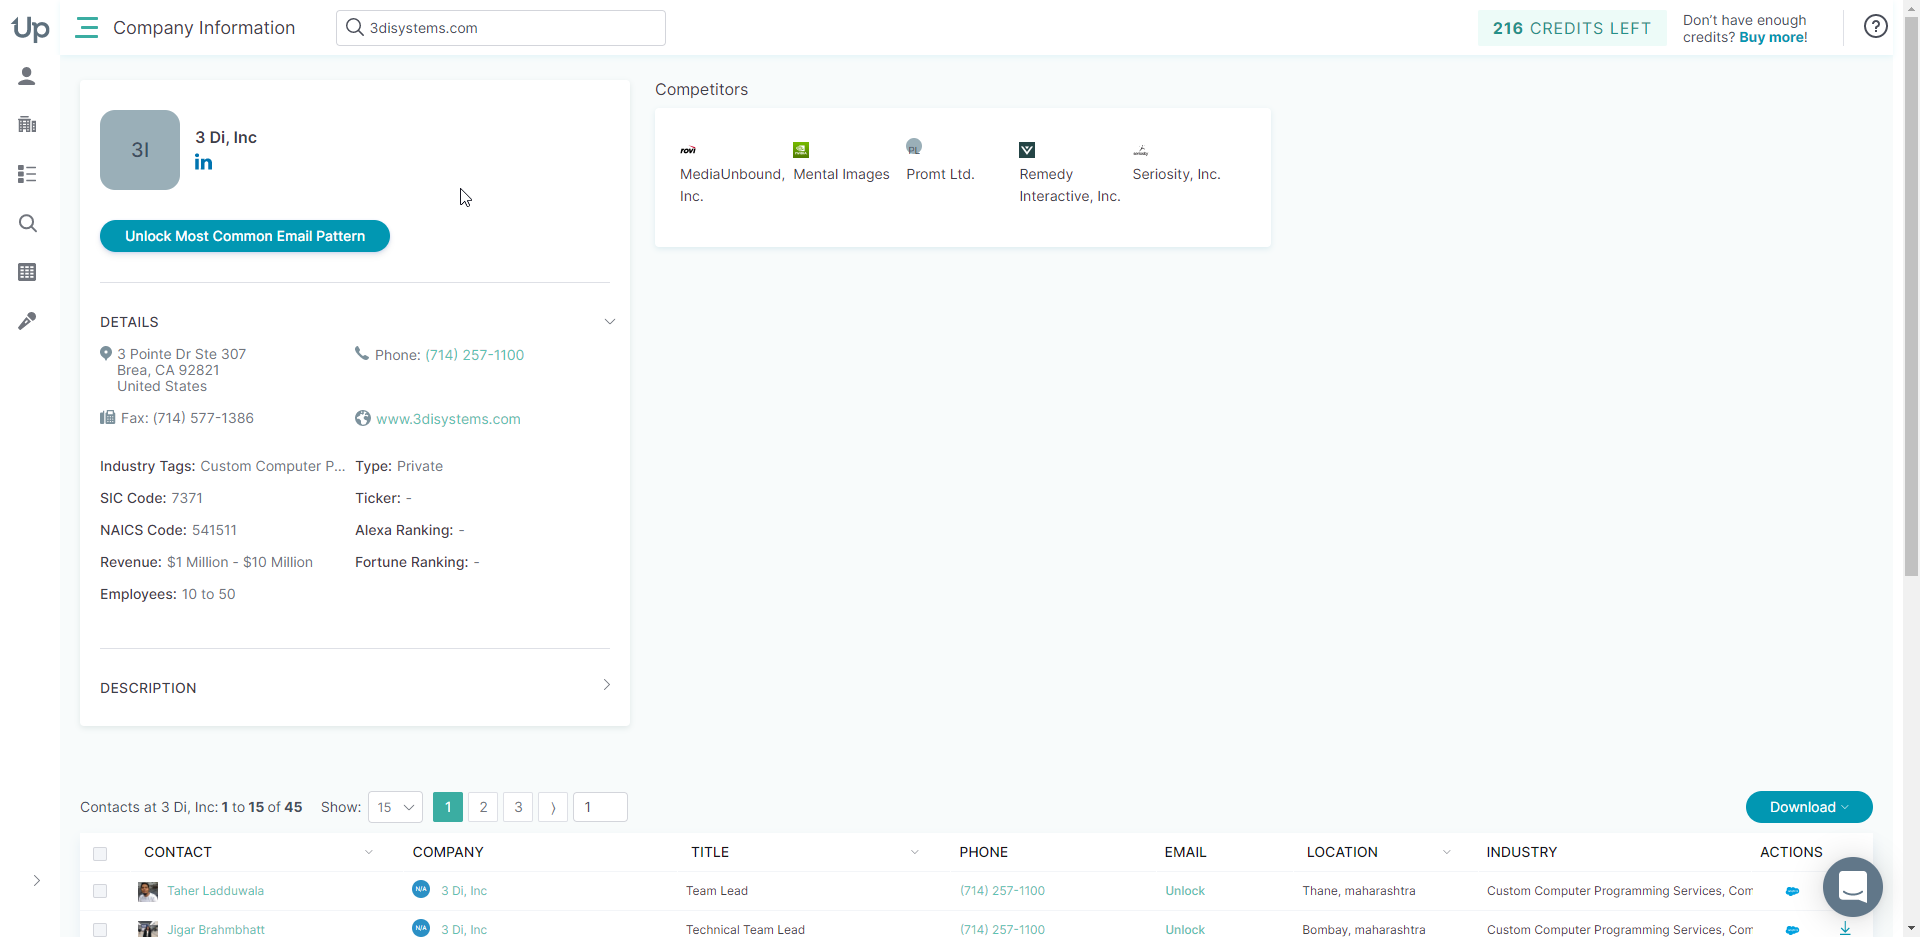 Up
Company Information
3disystems.com
216 CREDITS LEFT
Don't have enough
credits? Buy more!
3I
3 Di, Inc
in
Unlock Most Common Email Pattern
DETAILS
3 Pointe Dr Ste 307
Brea, CA 92821
United States
Phone: (714) 257-1100
Fax: (714) 577-1386
www.3disystems.com
Industry Tags: Custom Computer P...
Type: Private
SIC Code: 7371
Ticker: -
NAICS Code: 541511
Alexa Ranking: -
Revenue: $1 Million - $10 Million
Fortune Ranking: -
Employees: 10 to 50
DESCRIPTION
Competitors
rovi
MediaUnbound,
Inc.
Mental Images
PL
Promt Ltd.
Remedy
Interactive, Inc.
Seriosity, Inc.
Contacts at 3 Di, Inc: 1 to 15 of 45
Show: 15
1 2 3 ⟩ 1
Download
CONTACT COMPANY TITLE PHONE EMAIL LOCATION INDUSTRY ACTIONS
Taher Ladduwala N/A 3 Di, Inc Team Lead (714) 257-1100 Unlock Thane, maharashtra Custom Computer Programming Services, Com
Jigar Brahmbhatt N/A 3 Di, Inc Technical Team Lead (714) 257-1100 Unlock Bombay, maharashtra Custom Computer Programming Services, Com